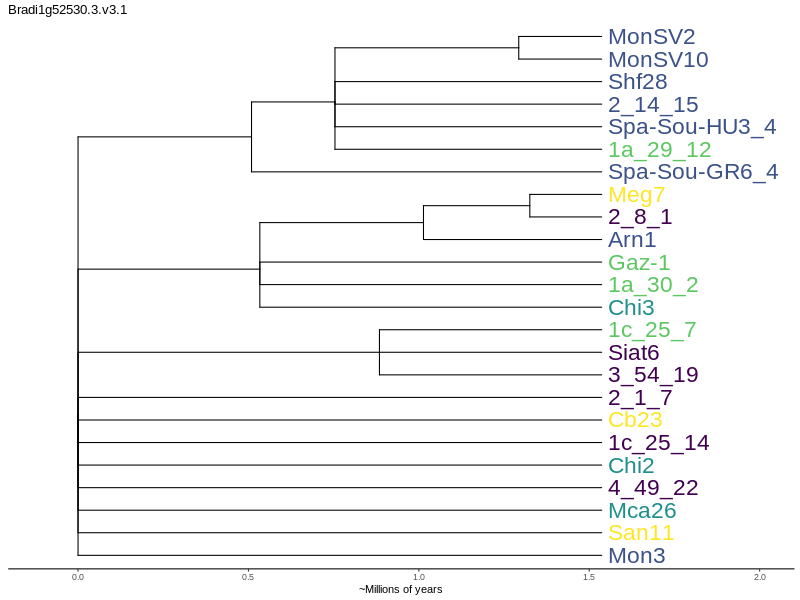 Bradi1g52530.3.v3.1
MonSV2
MonSV10
Shf28
2_14_15
Spa-Sou-HU3_4
1a_29_12
Spa-Sou-GR6_4
Meg7
2_8_1
Arn1
Gaz-1
1a_30_2
Chi3
1c_25_7
Siat6
3_54_19
2_1_7
Cb23
1c_25_14
Chi2
4_49_22
Mca26
San11
Mon3
0.0 0.5 1.0 1.5 2.0
~Millions of years